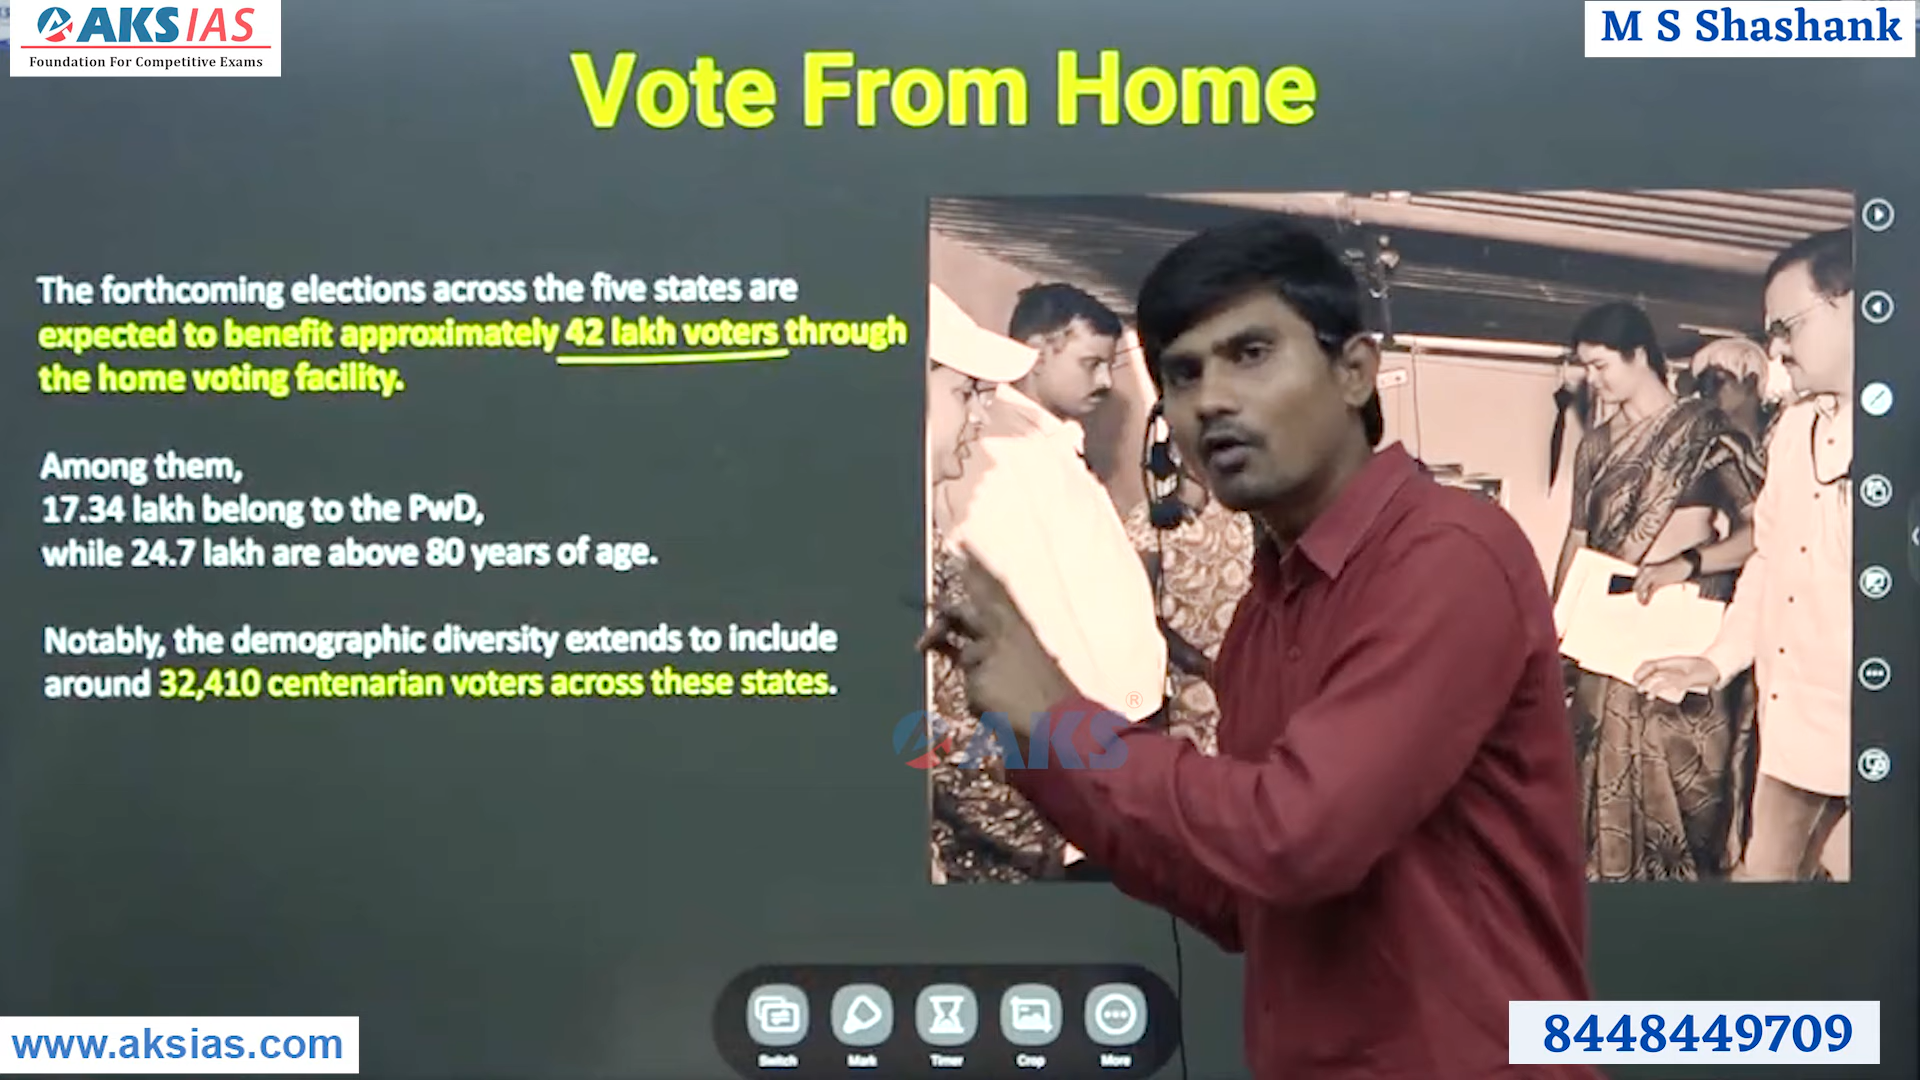 AKS IAS
Foundation For Competitive Exams
M S Shashank
Vote From Home
The forthcoming elections across the five states are
expected to benefit approximately 42 lakh voters through
the home voting facility.
Among them,
17.34 lakh belong to the PwD,
while 24.7 lakh are above 80 years of age.
Notably, the demographic diversity extends to include
around 32,410 centenarian voters across these states.
AKS®
Switch
Mark
Timer
Crop
More
www.aksias.com
8448449709